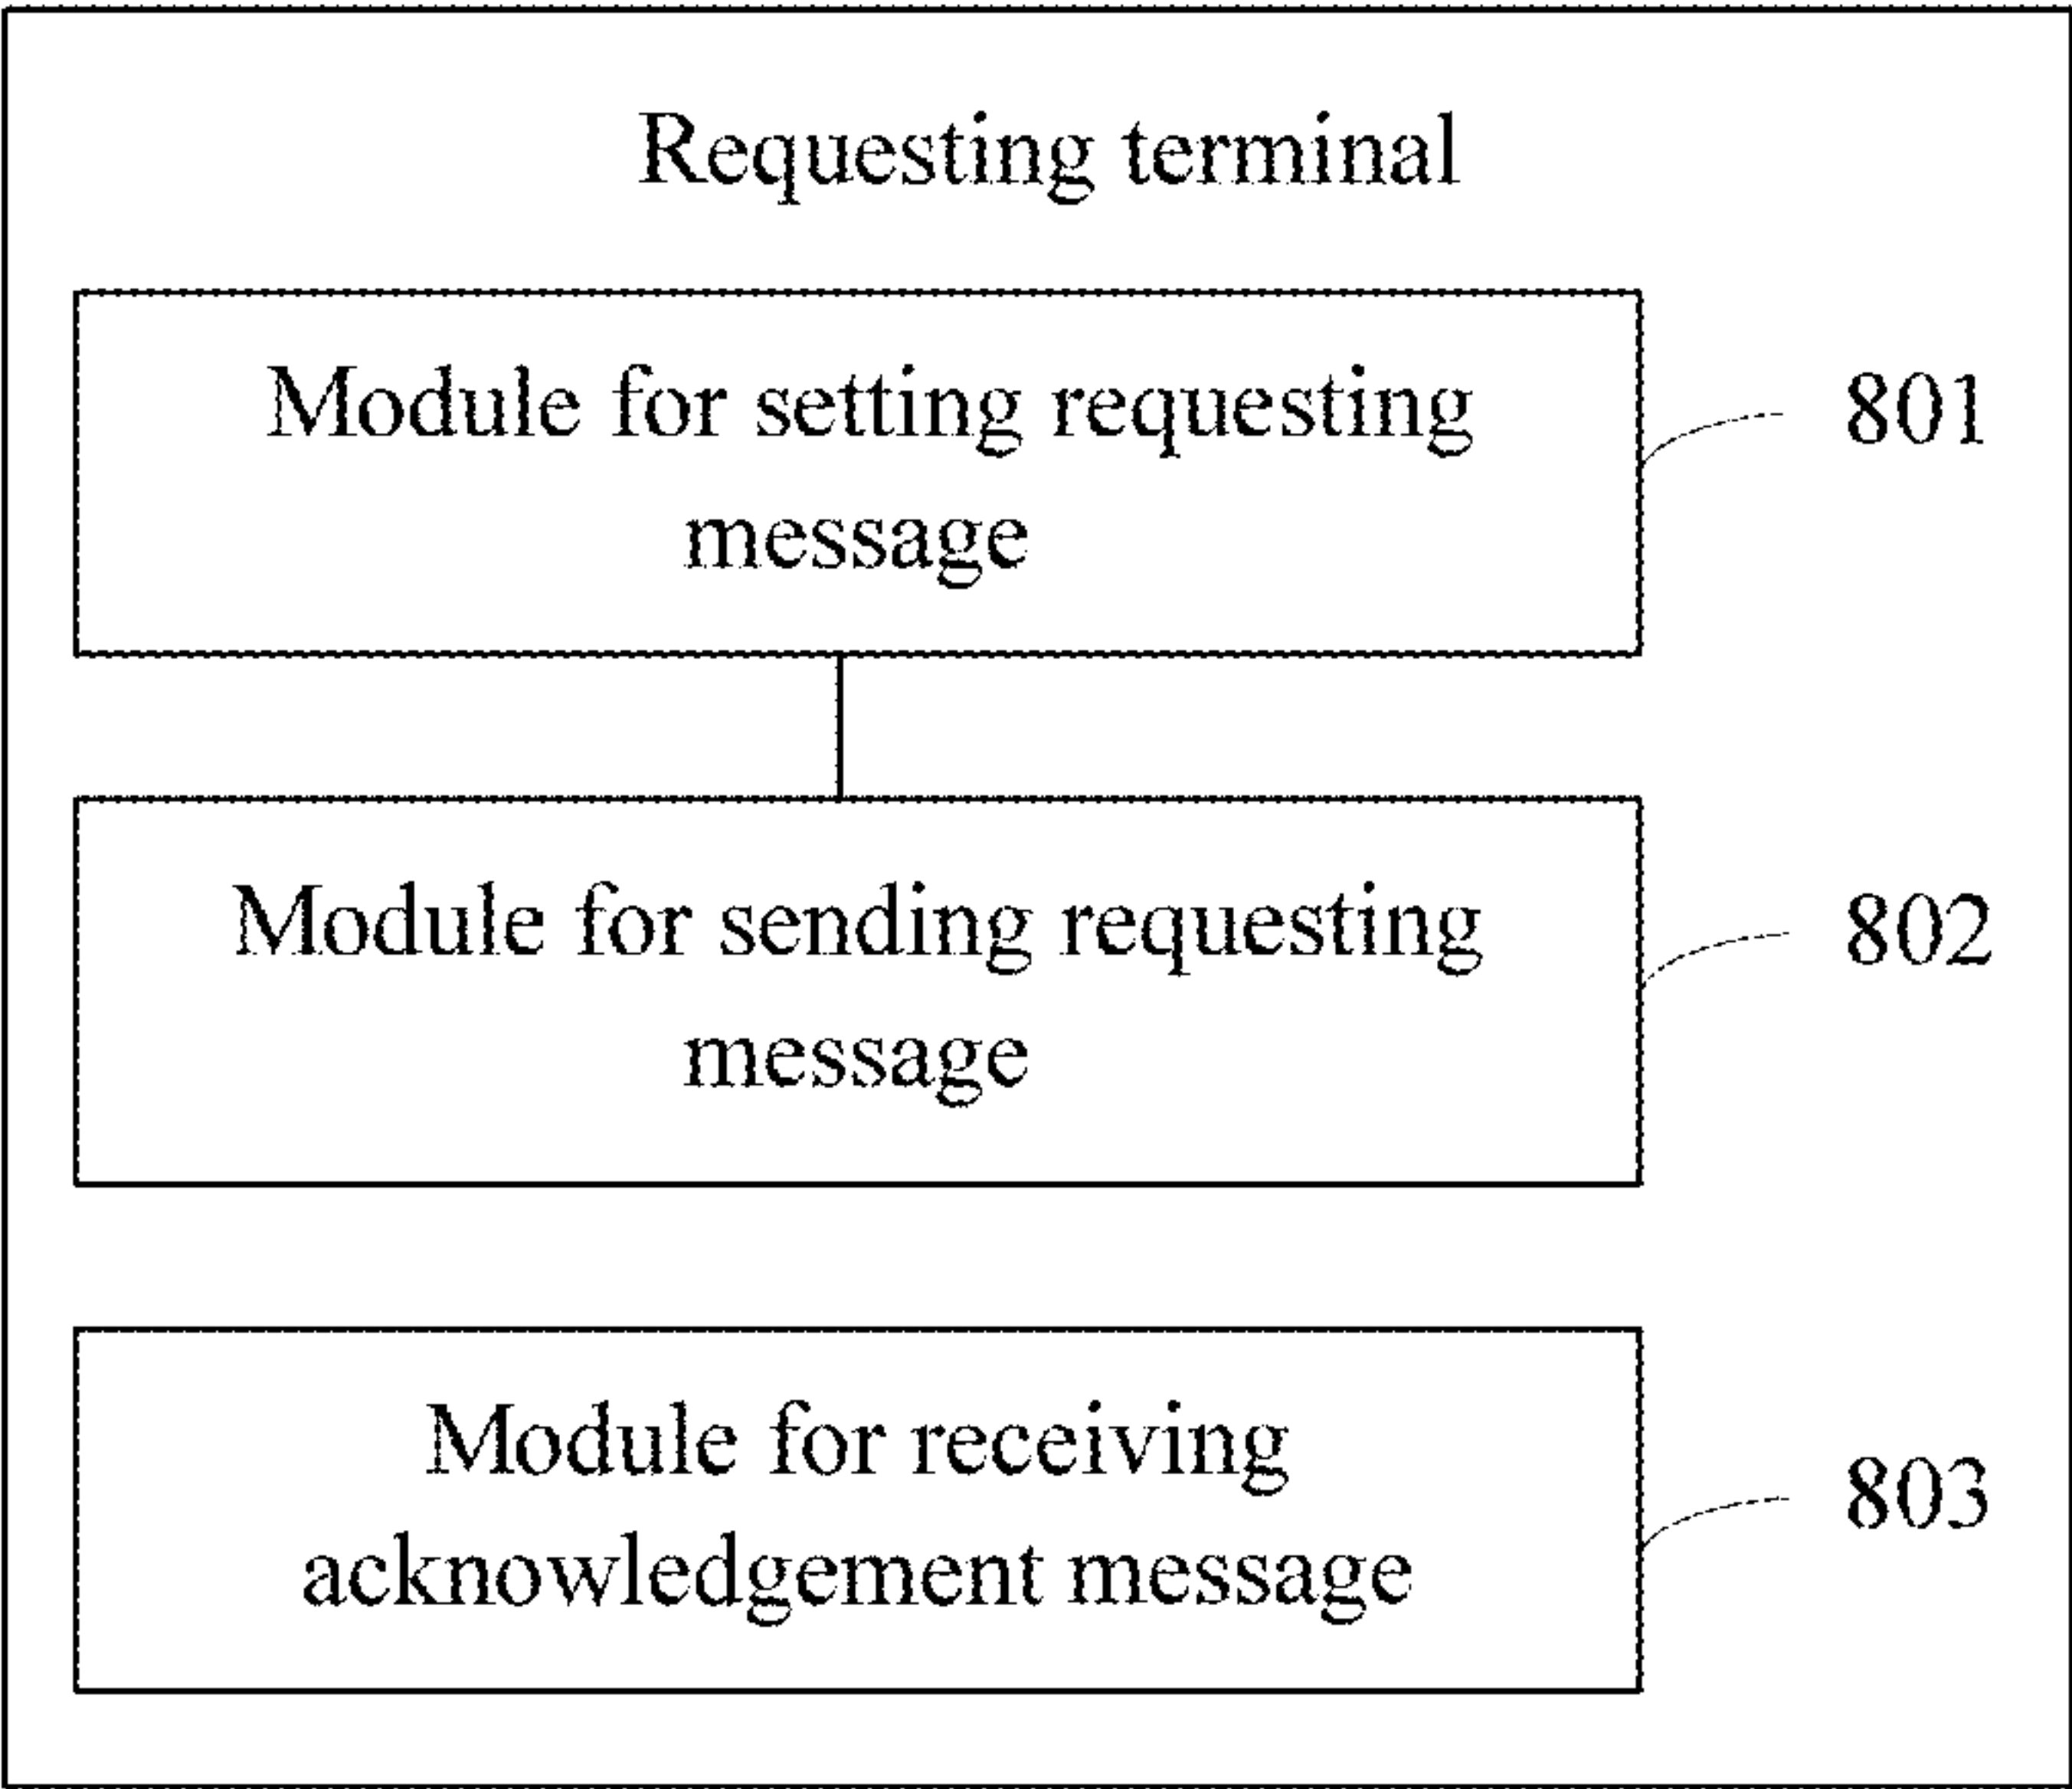 Requesting terminal
Module for setting requesting
message
801
Module for sending requesting
message
802
Module for receiving
acknowledgement message
803